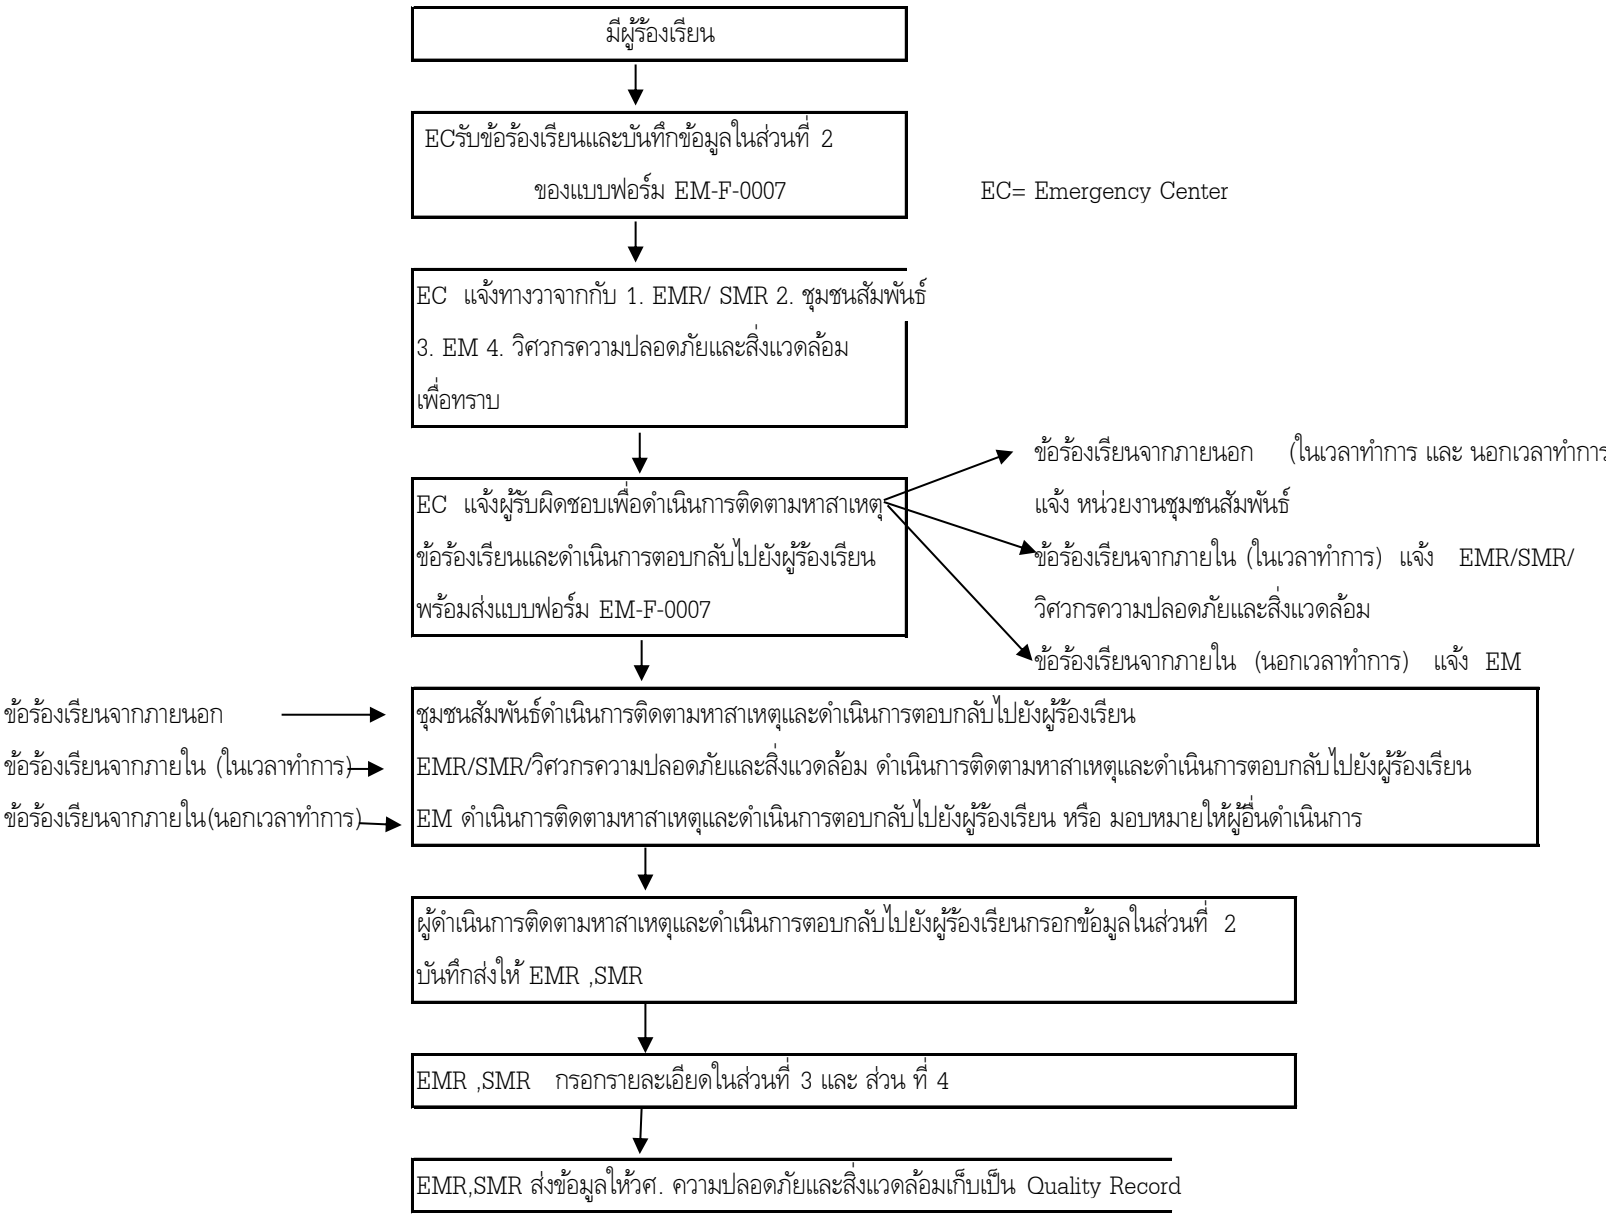 มีผู้ร้องเรียน
ECรับข้อร้องเรียนและบันทึกข้อมูลในส่วนที่ 2
ของแบบฟอร์ม EM-F-0007
EC= Emergency Center
EC แจ้งทางวาจากกับ 1. EMR/ SMR 2. ชุมชนสัมพันธ์
3. EM 4. วิศวกรความปลอดภัยและสิ่งแวดล้อม
เพื่อทราบ
ข้อร้องเรียนจากภายนอก (ในเวลาทำการ และ นอกเวลาทำการ
EC แจ้งผู้รับผิดชอบเพื่อดำเนินการติดตามหาสาเหตุ
แจ้ง หน่วยงานชุมชนสัมพันธ์
ข้อร้องเรียนและดำเนินการตอบกลับไปยังผู้ร้องเรียน
ข้อร้องเรียนจากภายใน (ในเวลาทำการ) แจ้ง EMR/SMR/
พร้อมส่งแบบฟอร์ม EM-F-0007
วิศวกรความปลอดภัยและสิ่งแวดล้อม
ข้อร้องเรียนจากภายใน (นอกเวลาทำการ) แจ้ง EM
ข้อร้องเรียนจากภายนอก
ชุมชนสัมพันธ์ดำเนินการติดตามหาสาเหตุและดำเนินการตอบกลับไปยังผู้ร้องเรียน
ข้อร้องเรียนจากภายใน (ในเวลาทำการ)
EMR/SMR/วิศวกรความปลอดภัยและสิ่งแวดล้อม ดำเนินการติดตามหาสาเหตุและดำเนินการตอบกลับไปยังผู้ร้องเรียน
ข้อร้องเรียนจากภายใน(นอกเวลาทำการ)
EM ดำเนินการติดตามหาสาเหตุและดำเนินการตอบกลับไปยังผู้ร้องเรียน หรือ มอบหมายให้ผู้อื่นดำเนินการ
ผู้ดำเนินการติดตามหาสาเหตุและดำเนินการตอบกลับไปยังผู้ร้องเรียนกรอกข้อมูลในส่วนที่ 2
บันทึกส่งให้ EMR ,SMR
EMR ,SMR กรอกรายละเอียดในส่วนที่ 3 และ ส่วน ที่ 4
EMR,SMR ส่งข้อมูลให้วศ. ความปลอดภัยและสิ่งแวดล้อมเก็บเป็น Quality Record